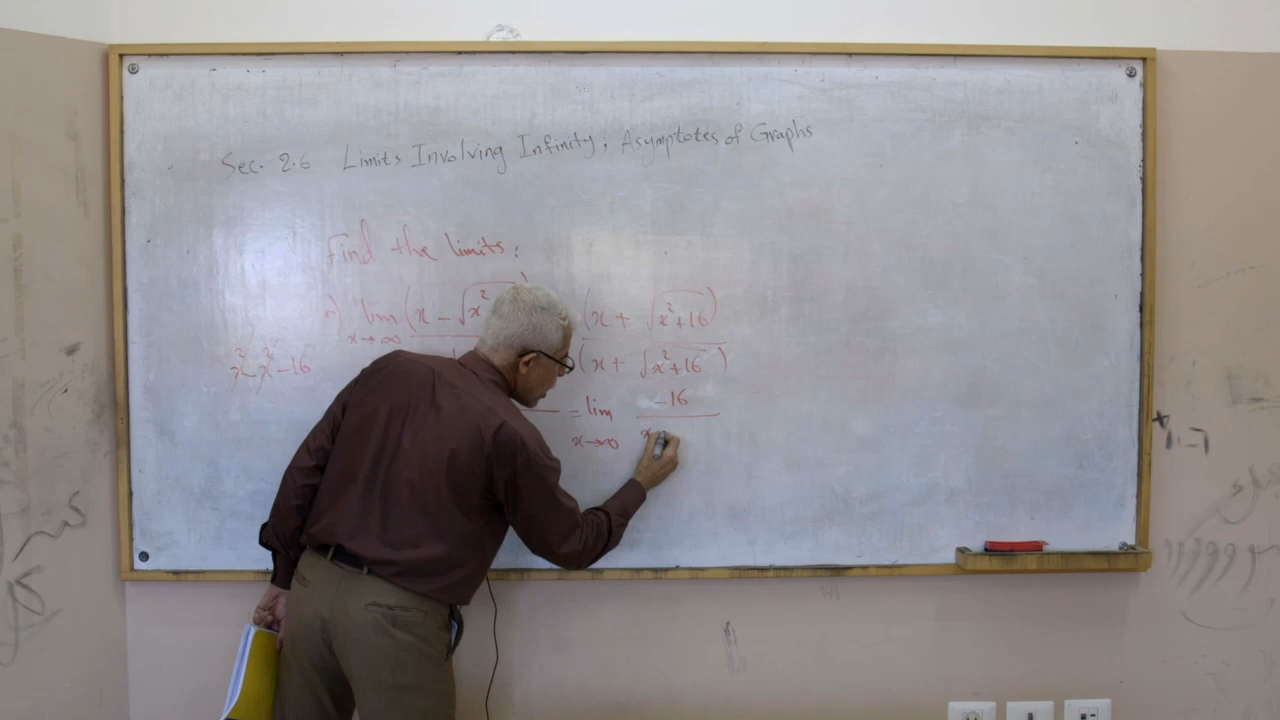 Sec. 2.6 Limits Involving Infinity; Asymptotes of Graphs
Find the limits:
lim (x - √x² (x + √x²+16)
x→∞ (x + √x²+16)
x² x² -16
= lim -16
x→∞ x